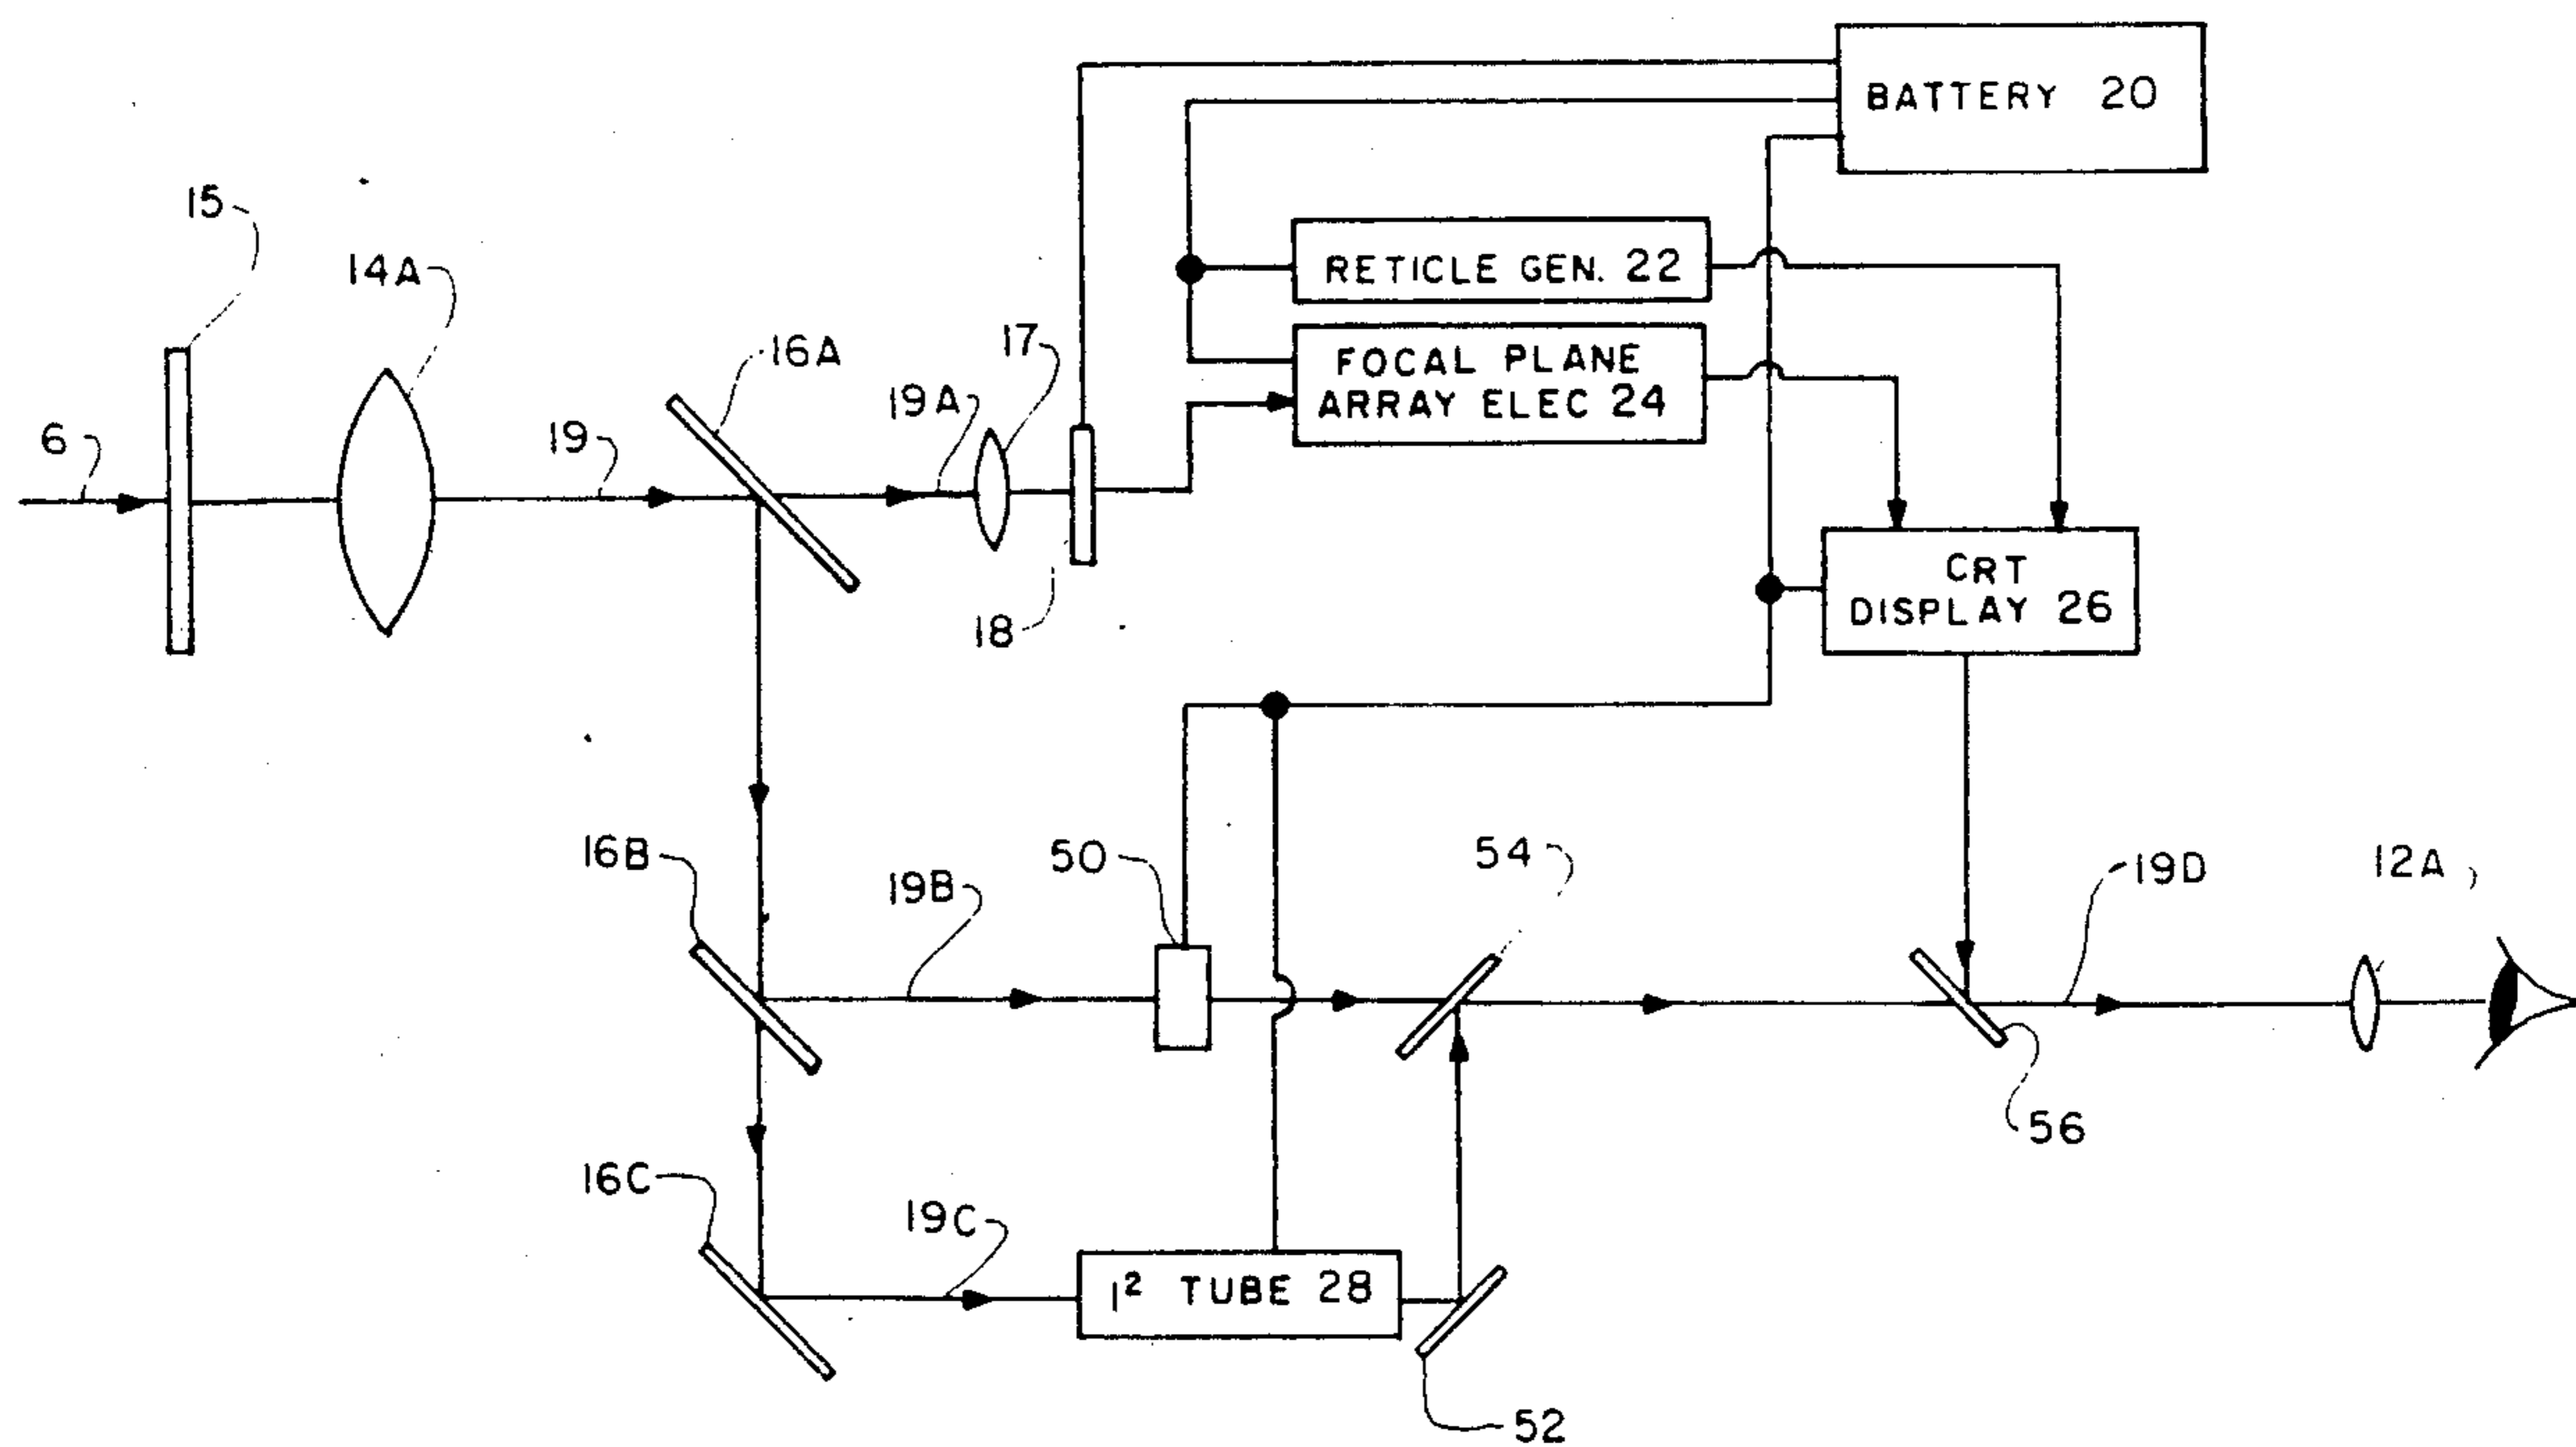 BATTERY 20
15
14A
RETICLE GEN. 22
16A
17
FOCAL PLANE
ARRAY ELEC 24
19A
6
19
CRT
DISPLAY 26
18
16B
50
54
19B
19D
12A
56
16C
19C
I² TUBE 28
52